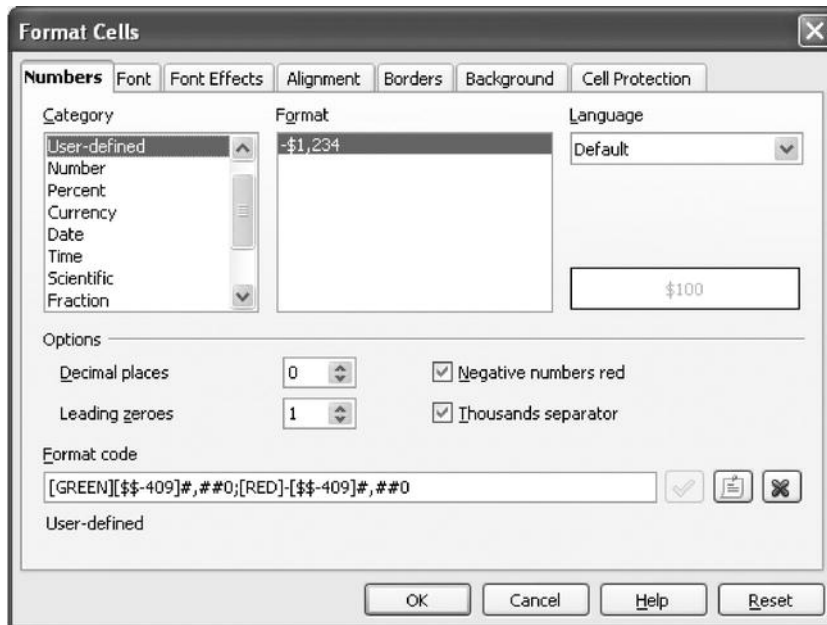 Format Cells
Numbers Font Font Effects Alignment Borders Background Cell Protection
Category
User-defined
Number
Percent
Currency
Date
Time
Scientific
Fraction
Format
-$1,234
Language
Default
$100
Options
Decimal places 0 Negative numbers red
Leading zeroes 1 Thousands separator
Format code
[GREEN][$$-409]#,##0;[RED]-[$$-409]#,##0
User-defined
OK Cancel Help Reset